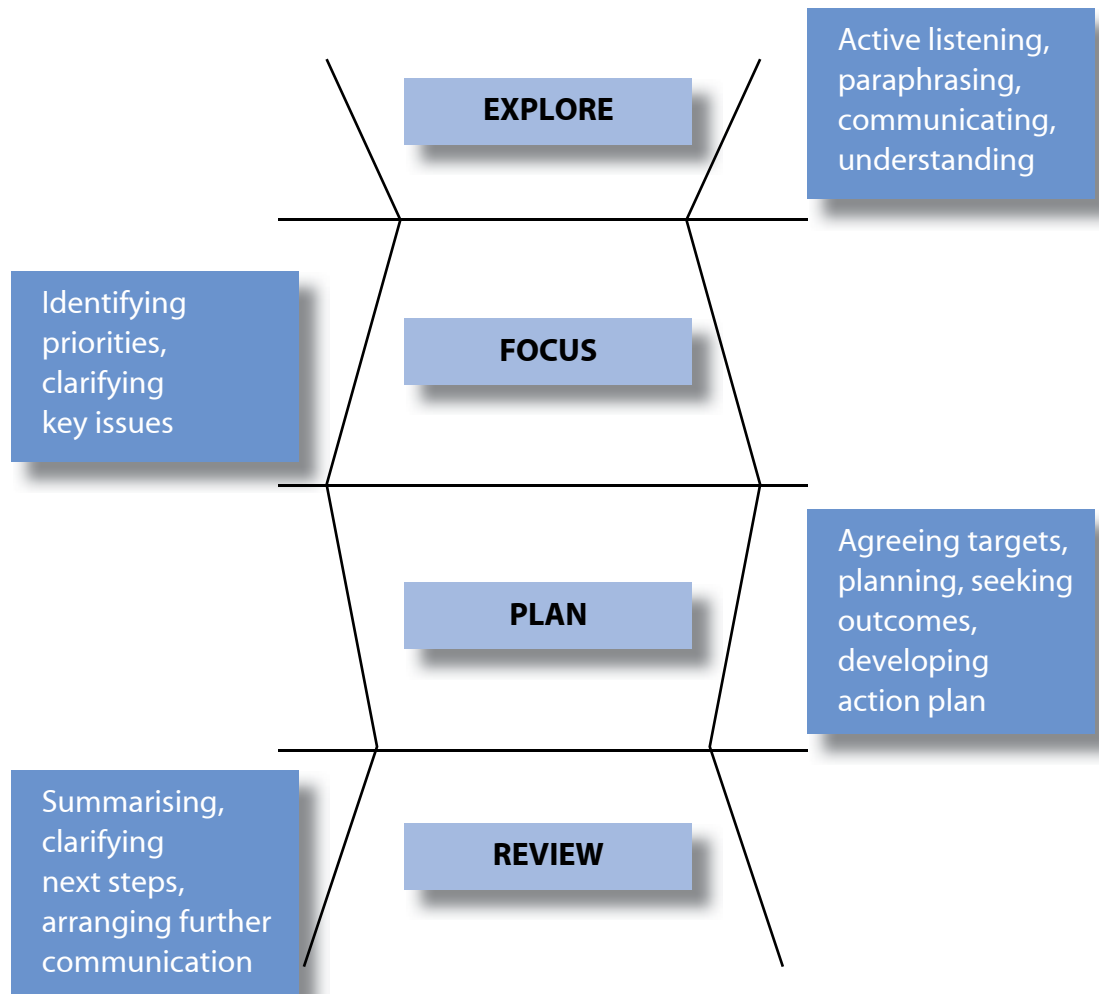 EXPLORE
Active listening,
paraphrasing,
communicating,
understanding
Identifying
priorities,
clarifying
key issues
FOCUS
PLAN
Agreeing targets,
planning, seeking
outcomes,
developing
action plan
Summarising,
clarifying
next steps,
arranging further
communication
REVIEW